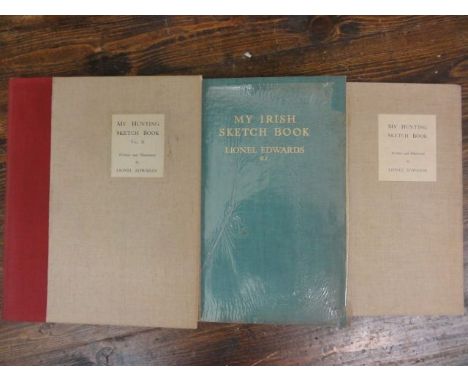 MY HUNTING
SKETCH BOOK
VOL. II
Written and Illustrated
by
LIONEL EDWARDS
MY IRISH
SKETCH BOOK
LIONEL EDWARDS
MY HUNTING
SKETCH BOOK
Written and Illustrated
by
LIONEL EDWARDS